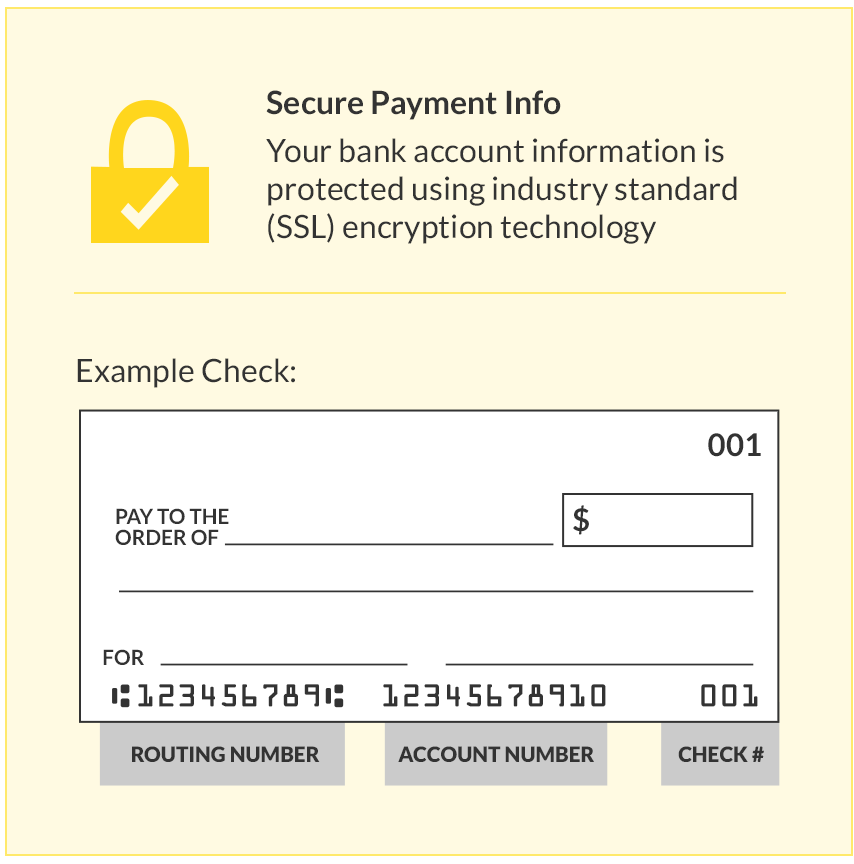 Secure Payment Info
Your bank account information is
protected using industry standard
(SSL) encryption technology
Example Check:
001
PAY TO THE
ORDER OF
$
FOR
⑆123456789⑆ 12345678910 001
ROUTING NUMBER ACCOUNT NUMBER CHECK #